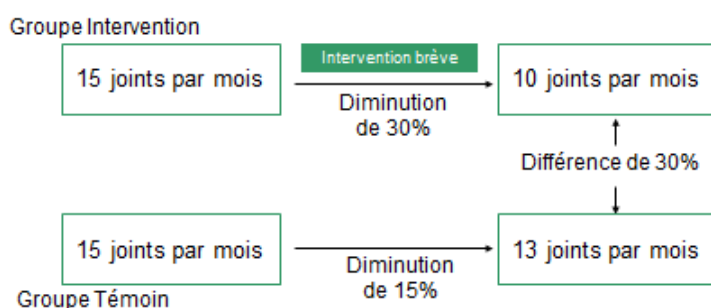 Groupe Intervention
15 joints par mois
Intervention brève
Diminution
de 30%
10 joints par mois
Différence de 30%
15 joints par mois
Diminution
de 15%
13 joints par mois
Groupe Témoin